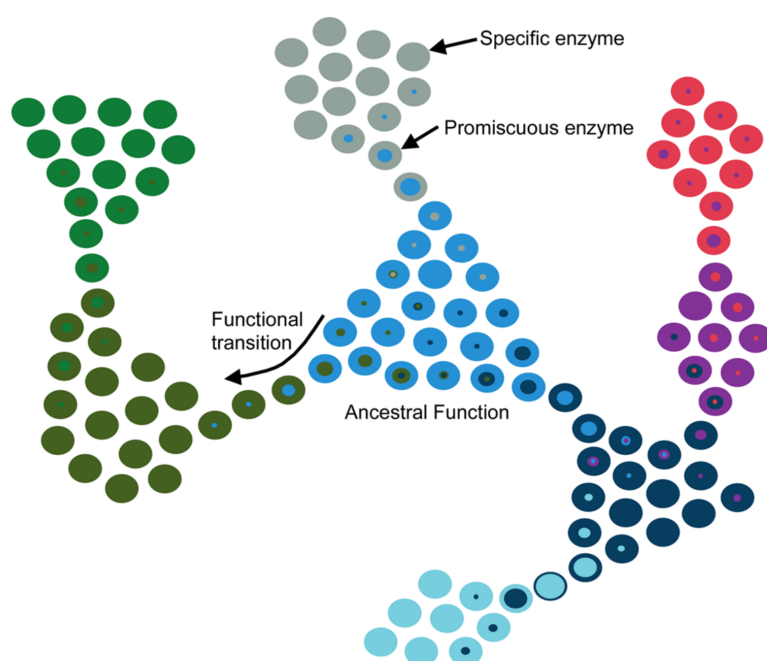 Specific enzyme
Promiscuous enzyme
Functional
transition
Ancestral Function